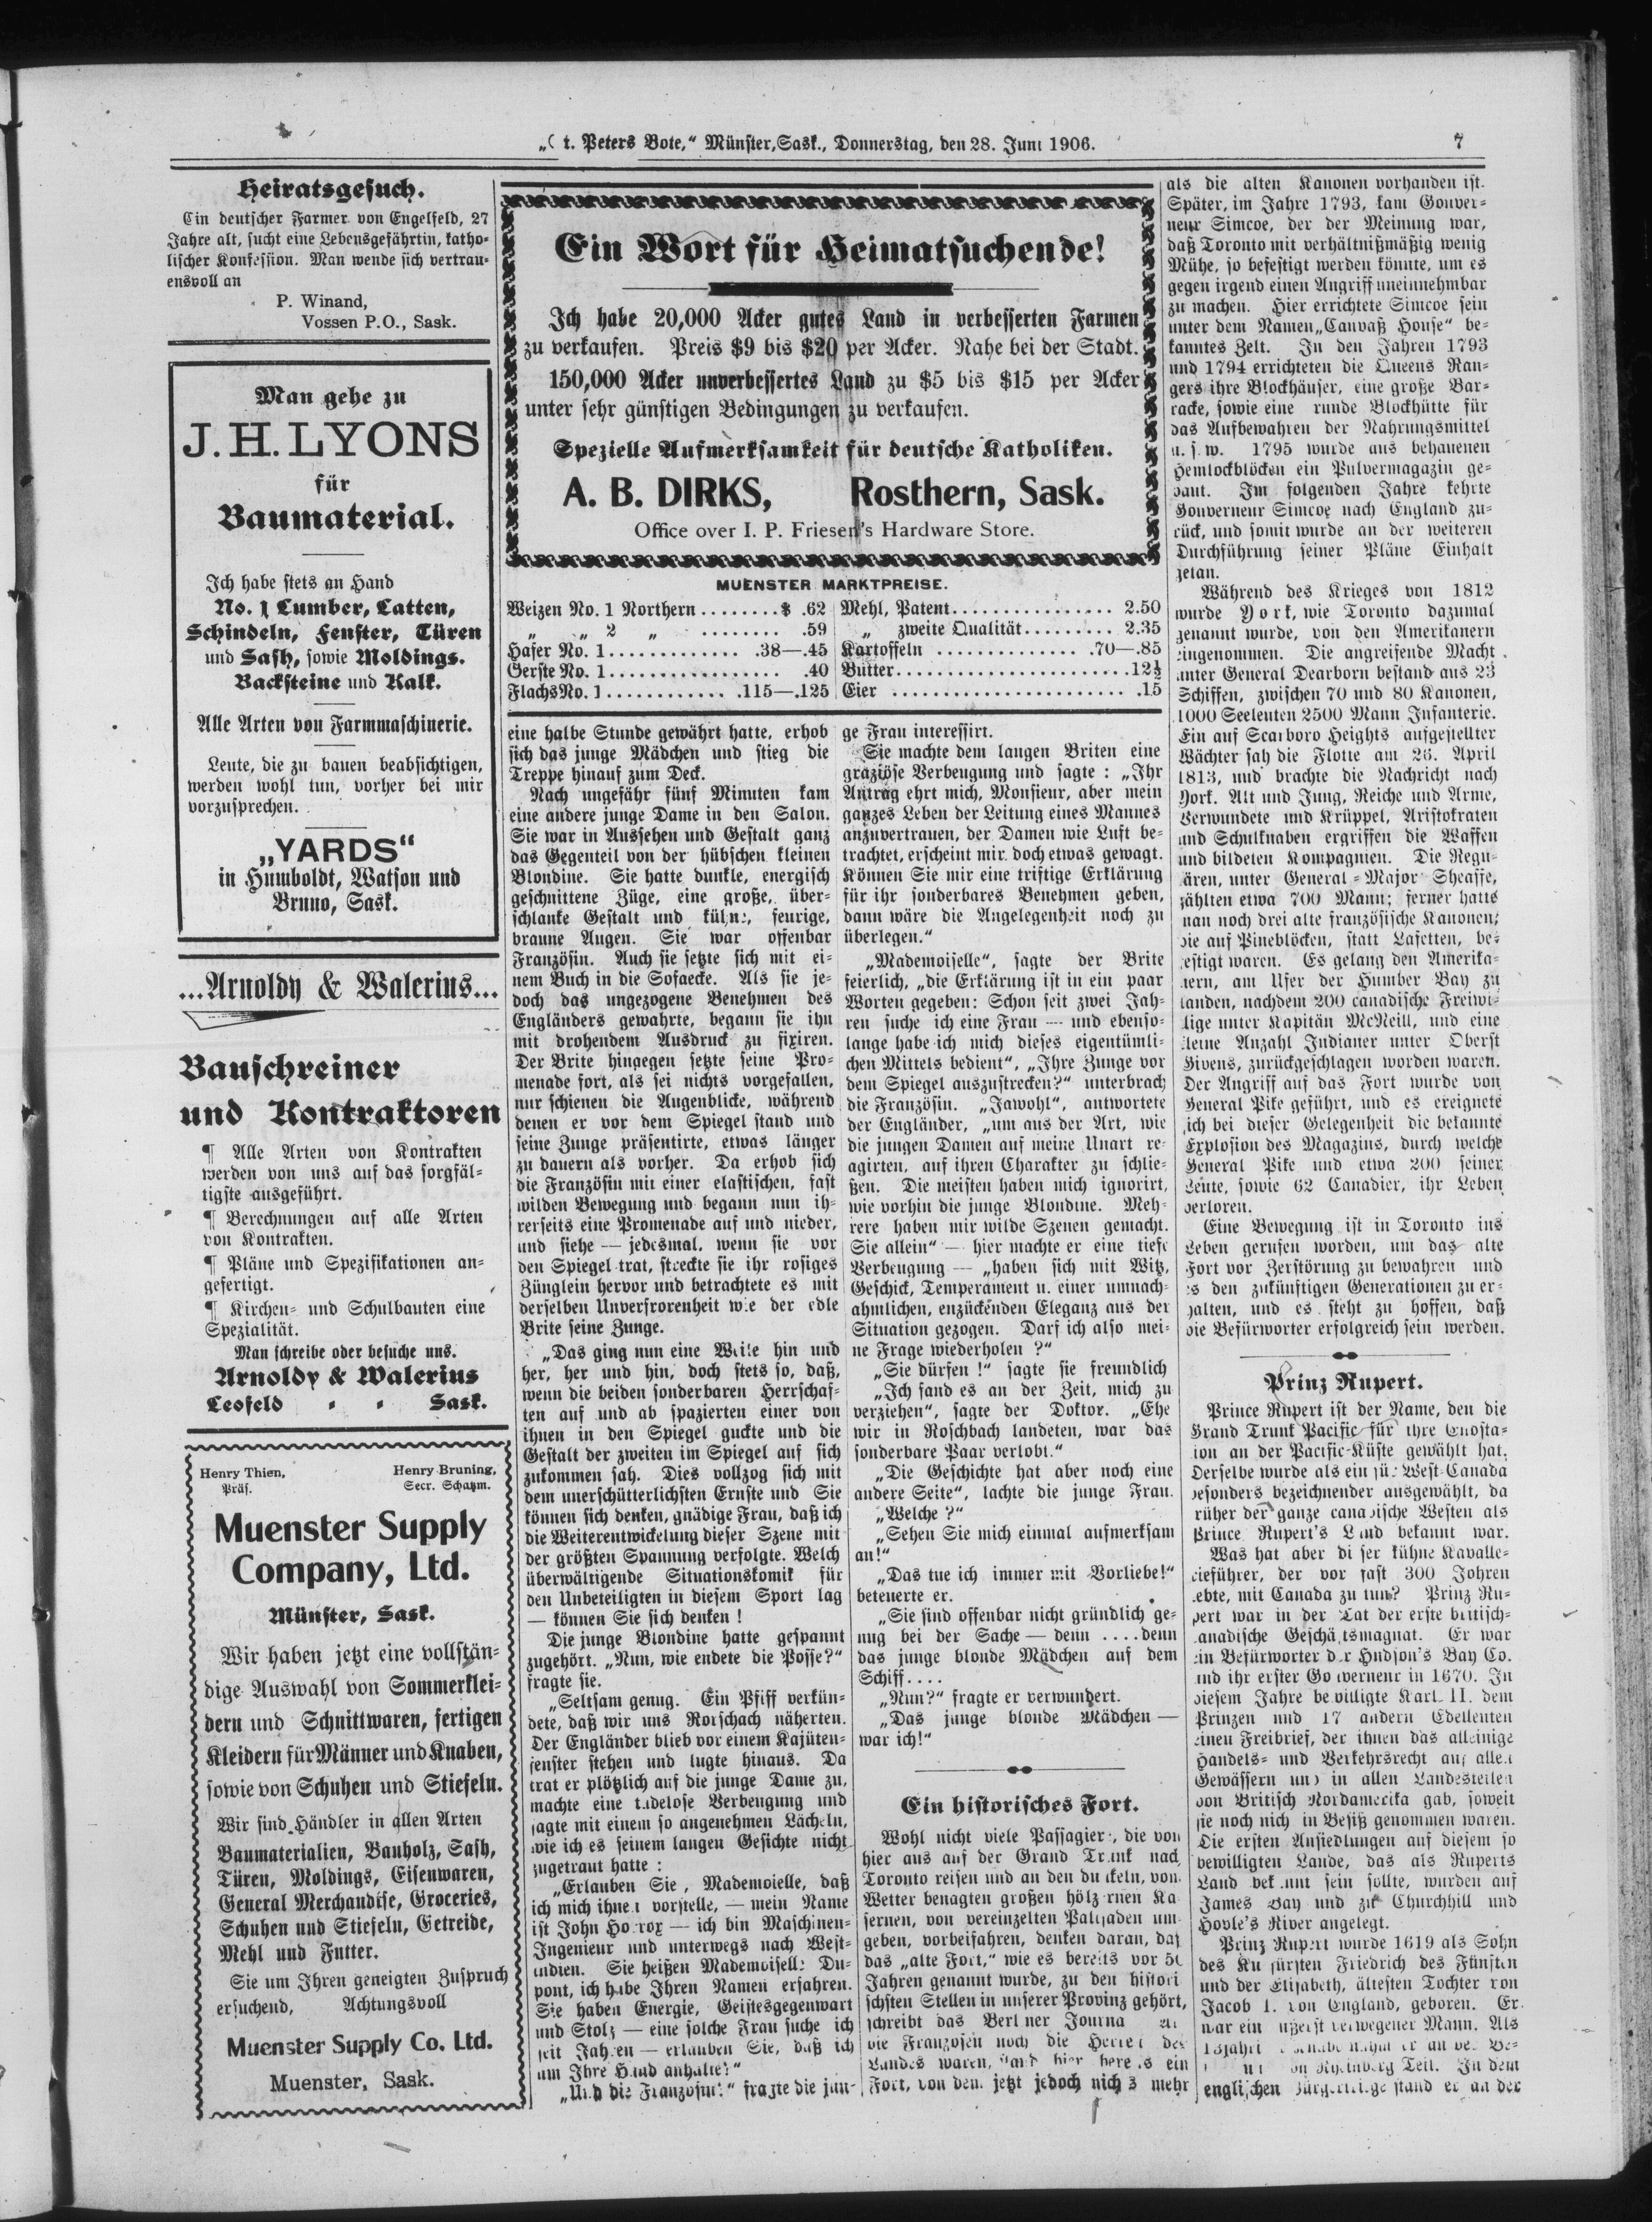 „St. Peters Bote,“ Münster, Sask., Donnerstag, den 28. Juni 1906.
7
Heiratsgesuch.
Ein deutscher Farmer von Engelfeld, 27
Jahre alt, sucht eine Lebensgefährtin, katho-
lischer Konfession. Man wende sich vertrau-
ensvoll an
P. Winand,
Vossen P.O., Sask.
Man gehe zu
J. H. LYONS
für
Baumaterial.
Ich habe stets an Hand
No. 1 Lumber, Latten,
Schindeln, Fenster, Türen
und Sash, sowie Moldings.
Backsteine und Kalk.
Alle Arten von Farmmaschinerie.
Leute, die zu bauen beabsichtigen,
werden wohl tun, vorher bei mir
vorzusprechen.
„YARDS“
in Humboldt, Watson und
Bruno, Sask.
...Arnoldy & Walerius...
Bauschreiner
und Kontraktoren
¶ Alle Arten von Kontrakten
werden von uns auf das sorgfäl-
tigste ausgeführt.
¶ Berechnungen auf alle Arten
von Kontrakten.
¶ Pläne und Spezifikationen an-
gefertigt.
¶ Kirchen- und Schulbauten eine
Spezialität.
Man schreibe oder besuche uns.
Arnoldy & Walerius
Leofeld - - Sask.
Henry Thien, Henry Bruning,
Präs. Secr. Schatzm.
Muenster Supply
Company, Ltd.
Münster, Sask.
Wir haben jetzt eine vollstän-
dige Auswahl von Sommerklei-
dern und Schnittwaren, fertigen
Kleidern für Männer und Knaben,
sowie von Schuhen und Stiefeln.
Wir sind Händler in allen Arten
Baumaterialien, Bauholz, Sash,
Türen, Moldings, Eisenwaren,
General Merchandise, Groceries,
Schuhen und Stiefeln, Getreide,
Mehl und Futter.
Sie um Ihren geneigten Zuspruch
ersuchend, Achtungsvoll
Muenster Supply Co. Ltd.
Muenster, Sask.
Ein Wort für Heimatsuchende!
Ich habe 20,000 Acker gutes Land in verbesserten Farmen
zu verkaufen. Preis $9 bis $20 per Acker. Nahe bei der Stadt.
150,000 Acker unverbessertes Land zu $5 bis $15 per Acker
unter sehr günstigen Bedingungen zu verkaufen.
Spezielle Aufmerksamkeit für deutsche Katholiken.
A. B. DIRKS, Rosthern, Sask.
Office over I. P. Friesen's Hardware Store.
MUENSTER MARKTPREISE.
Weizen No. 1 Northern ........ $ .62
„ „ 2 „ ........ .59
Hafer No. 1 ............. .38—.45
Gerste No. 1 ................. .40
Flachs No. 1 ............ .115—.125
Mehl, Patent ................ 2.50
„ zweite Qualität ......... 2.35
Kartoffeln .............. .70—.85
Butter ....................... .12½
Eier ........................ .15
eine halbe Stunde gewährt hatte, erhob
sich das junge Mädchen und stieg die
Treppe hinauf zum Deck.
Nach ungefähr fünf Minuten kam
eine andere junge Dame in den Salon.
Sie war in Aussehen und Gestalt ganz
das Gegenteil von der hübschen kleinen
Blondine. Sie hatte dunkle, energisch
geschnittene Züge, eine große, über-
schlanke Gestalt und kühne, feurige,
braune Augen. Sie war offenbar
Französin. Auch sie setzte sich mit ei-
nem Buch in die Sofaecke. Als sie je-
doch das ungezogene Benehmen des
Engländers gewahrte, begann sie ihn
mit drohendem Ausdruck zu fixiren.
Der Brite hingegen setzte seine Pro-
menade fort, als sei nichts vorgefallen,
nur schienen die Augenblicke, während
denen er vor dem Spiegel stand und
seine Zunge präsentirte, etwas länger
zu dauern als vorher. Da erhob sich
die Französin mit einer elastischen, fast
wilden Bewegung und begann nun ih-
rerseits eine Promenade auf und nieder,
und siehe — jedesmal, wenn sie vor
den Spiegel trat, streckte sie ihr rosiges
Zünglein hervor und betrachtete es mit
derselben Unverfrorenheit wie der edle
Brite seine Zunge.
„Das ging nun eine Weile hin und
her, her und hin, doch stets so, daß,
wenn die beiden sonderbaren Herrschaf-
ten auf und ab spazierten einer von
ihnen in den Spiegel guckte und die
Gestalt der zweiten im Spiegel auf sich
zukommen sah. Dies vollzog sich mit
dem unerschütterlichsten Ernste und Sie
können sich denken, gnädige Frau, daß ich
die Weiterentwickelung dieser Szene mit
der größten Spannung verfolgte. Welch
überwältigende Situationskomik für
den Unbeteiligten in diesem Sport lag
— können Sie sich denken!
Die junge Blondine hatte gespannt
zugehört. „Nun, wie endete die Posse?“
fragte sie.
„Seltsam genug. Ein Pfiff verkün-
dete, daß wir uns Rorschach näherten.
Der Engländer blieb vor einem Kajüten-
fenster stehen und lugte hinaus. Da
trat er plötzlich auf die junge Dame zu,
machte eine tadelose Verbeugung und
sagte mit einem so angenehmen Lächeln,
wie ich es seinem langen Gesichte nicht
zugetraut hatte:
„Erlauben Sie, Mademoielle, daß
ich mich ihnen vorstelle, — mein Name
ist John — ich bin Maschinen-
Ingenieur und unterwegs nach West-
indien. Sie heißen Mademoiselle Du-
pont, ich habe Ihren Namen erfahren.
Sie haben Energie, Geistesgegenwart
und Stolz — eine solche Frau suche ich
seit Jahren — erlauben Sie, daß ich
um Ihre Hand anhalte!“
„Und die Französin?“ fragte die jun-
ge Frau interessirt.
„Sie machte dem langen Briten eine
graziöse Verbeugung und sagte: „Ihr
Antrag ehrt mich, Monsieur, aber mein
ganzes Leben der Leitung eines Mannes
anzuvertrauen, der Damen wie Luft be-
trachtet, erscheint mir doch etwas gewagt.
Können Sie mir eine triftige Erklärung
für ihr sonderbares Benehmen geben,
dann wäre die Angelegenheit noch zu
überlegen.“
„Mademoiselle“, sagte der Brite
feierlich, „die Erklärung ist in ein paar
Worten gegeben: Schon seit zwei Jah-
ren suche ich eine Frau — und ebenso-
lange habe ich mich dieses eigentümli-
chen Mittels bedient“, „Ihre Zunge vor
dem Spiegel auszustrecken?“ unterbrach
die Französin. „Jawohl“, antwortete
der Engländer, „um aus der Art, wie
die jungen Damen auf meine Unart re-
agirten, auf ihren Charakter zu schlie-
ßen. Die meisten haben mich ignorirt,
wie vorhin die junge Blondine. Meh-
rere haben mir wilde Szenen gemacht.
Sie allein“ — hier machte er eine tiefe
Verbeugung — „haben sich mit Witz,
Geschick, Temperament u. einer unnach-
ahmlichen, enzückenden Eleganz aus der
Situation gezogen. Darf ich also mei-
ne Frage wiederholen?“
„Sie dürfen!“ sagte sie freundlich
„Ich fand es an der Zeit, mich zu
verziehen“, sagte der Doktor. „Ehe
wir in Roschbach landeten, war das
sonderbare Paar verlobt.“
„Die Geschichte hat aber noch eine
andere Seite“, lachte die junge Frau.
„Welche?“
„Sehen Sie mich einmal aufmerksam
an!“
„Das tue ich immer mit Vorliebe!“
beteuerte er.
„Sie sind offenbar nicht gründlich ge-
nug bei der Sache — denn .... denn
das junge blonde Mädchen auf dem
Schiff....
„Nun?“ fragte er verwundert.
„Das junge blonde Mädchen —
war ich!“
Ein historisches Fort.
Wohl nicht viele Passagiere, die von
hier aus auf der Grand Trunk nach
Toronto reisen und an den dunkeln, von
Wetter benagten großen hölzernen Ka-
sernen, von vereinzelten Palisaden um-
geben, vorbeifahren, denken daran, daß
das „alte Fort,“ wie es bereits vor 50
Jahren genannt wurde, zu den histori-
schsten Stellen in unserer Provinz gehört,
schreibt das Berliner Journal. Als
die Franzosen noch die Herren des
Landes waren, stand hier bereits ein
Fort, von dem jetzt jedoch nichts mehr
als die alten Kanonen vorhanden ist.
Später, im Jahre 1793, kam Gouver-
neur Simcoe, der der Meinung war,
daß Toronto mit verhältnißmäßig wenig
Mühe, so befestigt werden könnte, um es
gegen irgend einen Angriff uneinnehmbar
zu machen. Hier errichtete Simcoe sein
unter dem Namen „Canvaß House“ be-
kanntes Zelt. In den Jahren 1793
und 1794 errichteten die Queens Ran-
gers ihre Blockhäuser, eine große Bar-
racke, sowie eine runde Blockhütte für
das Aufbewahren der Nahrungsmittel
u. s. w. 1795 wurde aus behauenen
Hemlockblöcken ein Pulvermagazin ge-
baut. Im folgenden Jahre kehrte
Gouverneur Simcoe nach England zu-
rück, und somit wurde an der weiteren
Durchführung seiner Pläne Einhalt
getan.
Während des Krieges von 1812
wurde York, wie Toronto dazumal
genannt wurde, von den Amerikanern
eingenommen. Die angreifende Macht
unter General Dearborn bestand aus 23
Schiffen, zwischen 70 und 80 Kanonen,
1000 Seeleuten 2500 Mann Infanterie.
Ein auf Scarboro Heights aufgestellter
Wächter sah die Flotte am 26. April
1813, und brachte die Nachricht nach
York. Alt und Jung, Reiche und Arme,
Verwundete und Krüppel, Aristokraten
und Schulknaben ergriffen die Waffen
und bildeten Kompagnien. Die Regu-
lären, unter General-Major Sheaffe,
zählten etwa 700 Mann; ferner hatte
man noch drei alte französische Kanonen,
die auf Pineblöcken, statt Lafetten, be-
festigt waren. Es gelang den Amerika-
nern, am Ufer der Humber Bay zu
landen, nachdem 200 canadische Freiwil-
lige unter Kapitän McNeill, und eine
kleine Anzahl Indianer unter Oberst
Givens, zurückgeschlagen worden waren.
Der Angriff auf das Fort wurde von
General Pike geführt, und es ereignete
sich bei dieser Gelegenheit die bekannte
Explosion des Magazins, durch welche
General Pike und etwa 200 seiner
Leute, sowie 62 Canadier, ihr Leben
verloren.
Eine Bewegung ist in Toronto ins
Leben gerufen worden, um das alte
Fort vor Zerstörung zu bewahren und
es den zukünftigen Generationen zu er-
halten, und es steht zu hoffen, daß
die Befürworter erfolgreich sein werden.
Prinz Rupert.
Prince Rupert ist der Name, den die
Grand Trunk Pacific für ihre Endsta-
tion an der Pacific-Küste gewählt hat.
Derselbe wurde als ein für West-Canada
besonders bezeichnender ausgewählt, da
früher der ganze canadische Westen als
Prince Rupert's Land bekannt war.
Was hat aber dieser kühne Kavalle-
rieführer, der vor fast 300 Johren
lebte, mit Canada zu tun? Prinz Ru-
pert war in der Tat der erste britisch-
canadische Geschäftsmagnat. Er war
ein Befürworter der Hudson's Bay Co.
und ihr erster Gouverneur in 1670. In
diesem Jahre bewilligte Karl II. dem
Prinzen und 17 andern Edelleuten
einen Freibrief, der ihnen das alleinige
Handels- und Verkehrsrecht auf allen
Gewässern und in allen Landesteilen
von Britisch Nordamerika gab, soweit
sie noch nich in Besitz genommen waren.
Die ersten Ansiedlungen auf diesem so
bewilligten Lande, das als Ruperts
Land bekannt sein sollte, wurden auf
James Bay und zu Churchhill und
Hoyle's River angelegt.
Prinz Rupert wurde 1619 als Sohn
des Kurfürsten Friedrich des Fünften
und der Elisabeth, ältesten Tochter von
Jacob I. von England, geboren. Er
war ein äußerst verwegener Mann. Als
13jähriger Knabe nahm er an der Be-
von Rheinberg Teil. In dem
englischen Bürgerkriege stand er an der